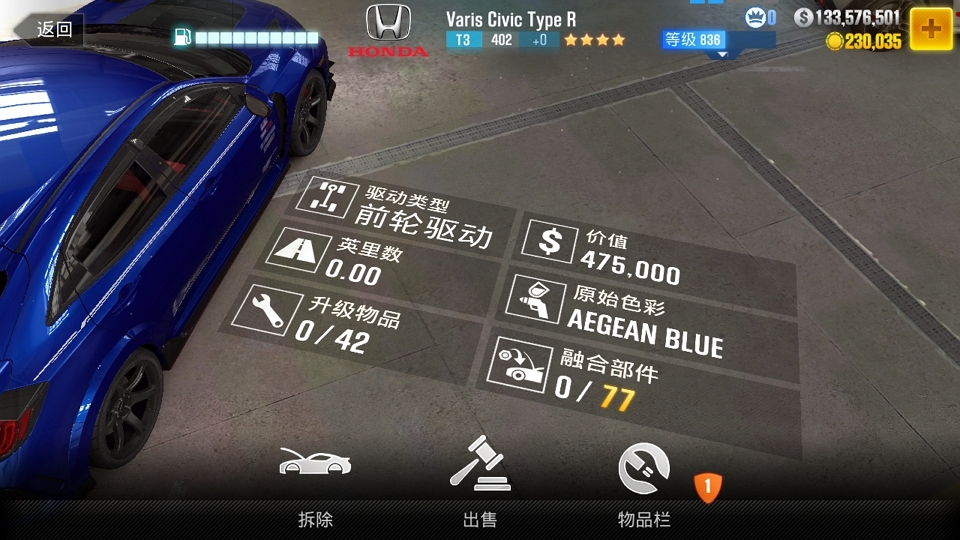 返回
HONDA
Varis Civic Type R
T3 402 +0
等级 836
0
133,576,501
230,035
驱动类型
前轮驱动
英里数
0.00
升级物品
0/42
价值
475,000
原始色彩
AEGEAN BLUE
融合部件
0/ 77
拆除
出售
物品栏
1